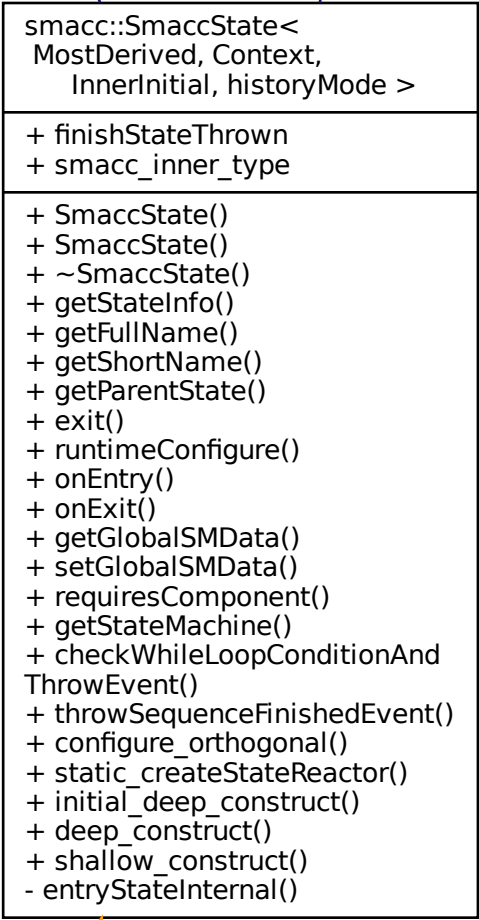 smacc::SmaccState<
MostDerived, Context,
InnerInitial, historyMode >
+ finishStateThrown
+ smacc_inner_type
+ SmaccState()
+ SmaccState()
+ ~SmaccState()
+ getStateInfo()
+ getFullName()
+ getShortName()
+ getParentState()
+ exit()
+ runtimeConfigure()
+ onEntry()
+ onExit()
+ getGlobalSMData()
+ setGlobalSMData()
+ requiresComponent()
+ getStateMachine()
+ checkWhileLoopConditionAnd
ThrowEvent()
+ throwSequenceFinishedEvent()
+ configure_orthogonal()
+ static_createStateReactor()
+ initial_deep_construct()
+ deep_construct()
+ shallow_construct()
- entryStateInternal()